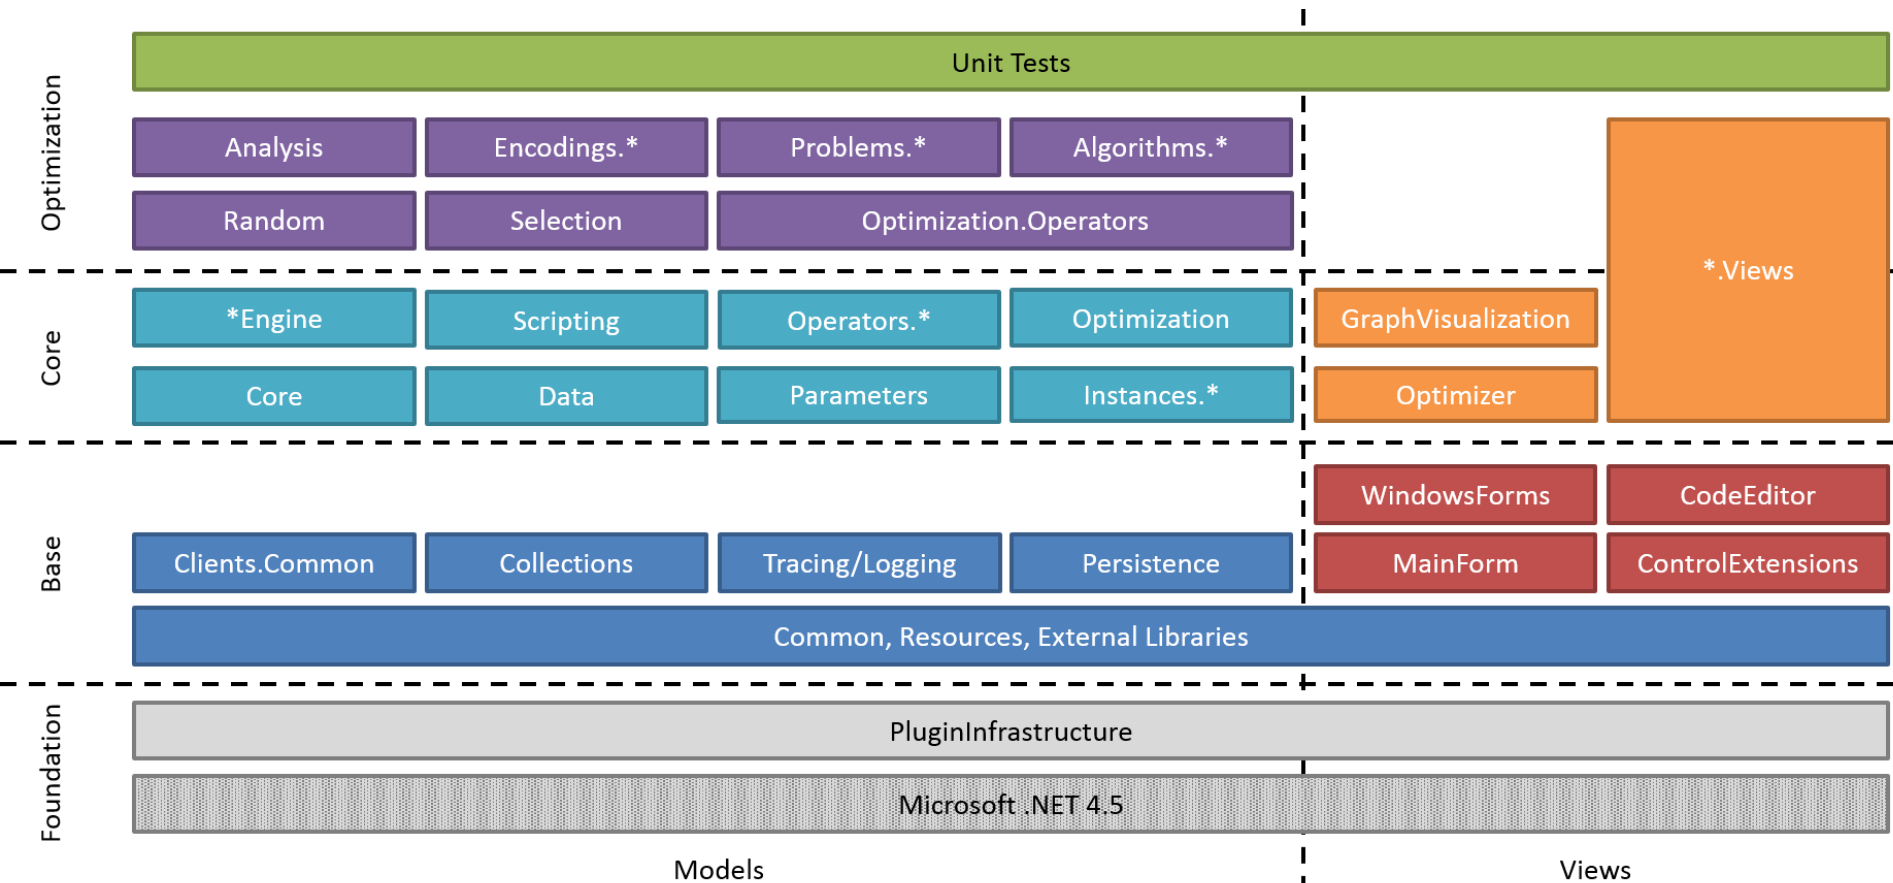 Optimization
Unit Tests
Analysis
Encodings.*
Problems.*
Algorithms.*
Random
Selection
Optimization.Operators
*.Views
Core
*Engine
Scripting
Operators.*
Optimization
GraphVisualization
Core
Data
Parameters
Instances.*
Optimizer
Base
WindowsForms
CodeEditor
Clients.Common
Collections
Tracing/Logging
Persistence
MainForm
ControlExtensions
Common, Resources, External Libraries
Foundation
PluginInfrastructure
Microsoft .NET 4.5
Models
Views